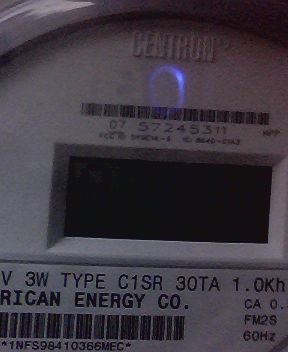 CENTRON
07 57245311
V 3W TYPE C1SR 30TA 1.0Kh
RICAN ENERGY CO.
CA 0.
FM2S
60Hz
*1NFS98410366MEC*